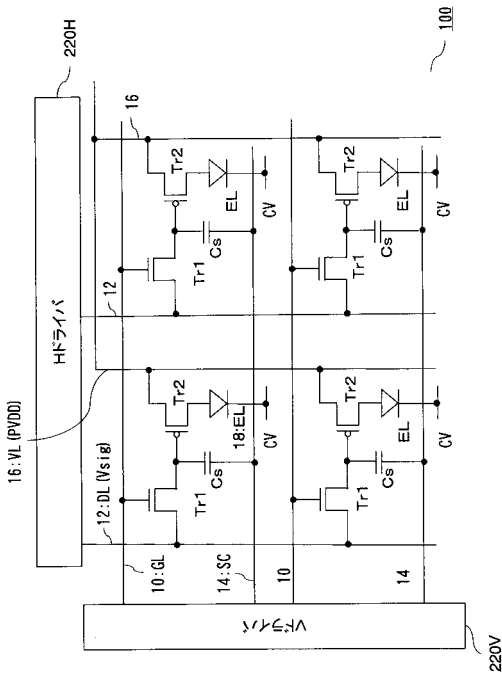 220H
Hドライバ
16:VL(PVDD)
12:DL(Vsig)
12
16
10:GL
Tr1
Tr2
Cs
18:EL
CV
14:SC
Tr1
Tr2
Cs
EL
CV
10
Tr1
Tr2
Cs
EL
CV
14
Tr1
Tr2
Cs
EL
CV
Vドライバ
220V
100